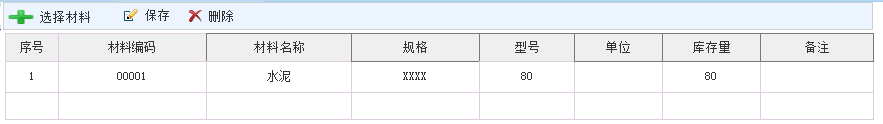 选择材料 保存 删除
序号 材料编码 材料名称 规格 型号 单位 库存量 备注
1 00001 水泥 XXXX 80 80